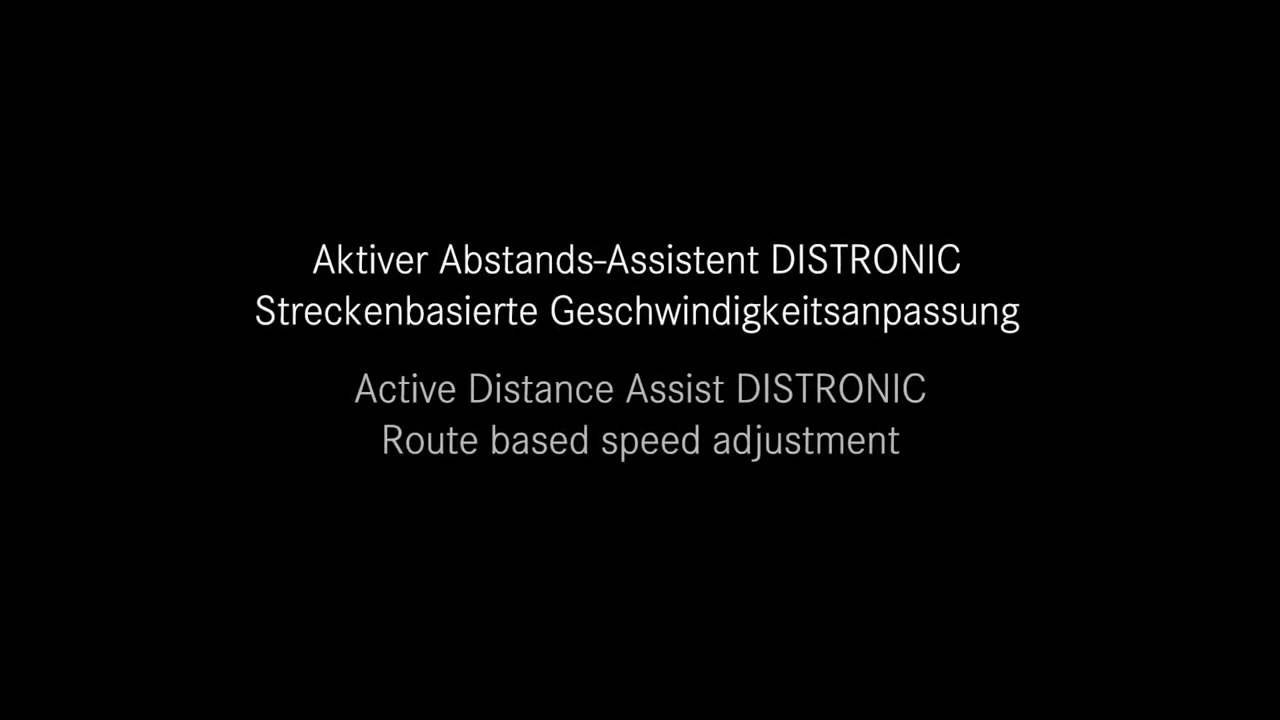 Aktiver Abstands-Assistent DISTRONIC
Streckenbasierte Geschwindigkeitsanpassung
Active Distance Assist DISTRONIC
Route based speed adjustment